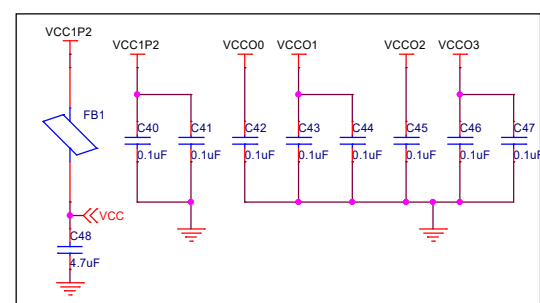 VCC1P2
VCC1P2
VCCO0
VCCO1
VCCO2
VCCO3
FB1
C40
C41
C42
C43
C44
C45
C46
C47
0.1uF
0.1uF
0.1uF
0.1uF
0.1uF
0.1uF
0.1uF
0.1uF
VCC
C48
4.7uF